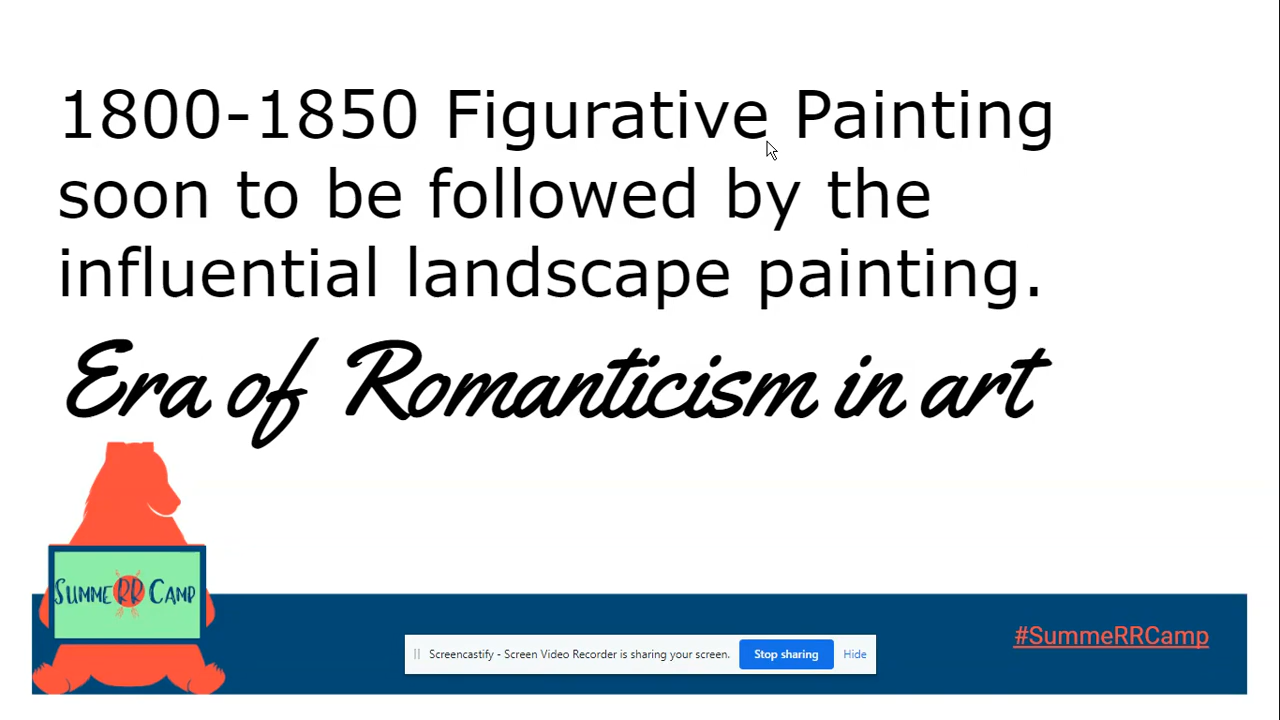 1800-1850 Figurative Painting
soon to be followed by the
influential landscape painting.
Era of Romanticism in art
SummeRR Camp
#SummeRRCamp
Screencastify - Screen Video Recorder is sharing your screen.
Stop sharing
Hide